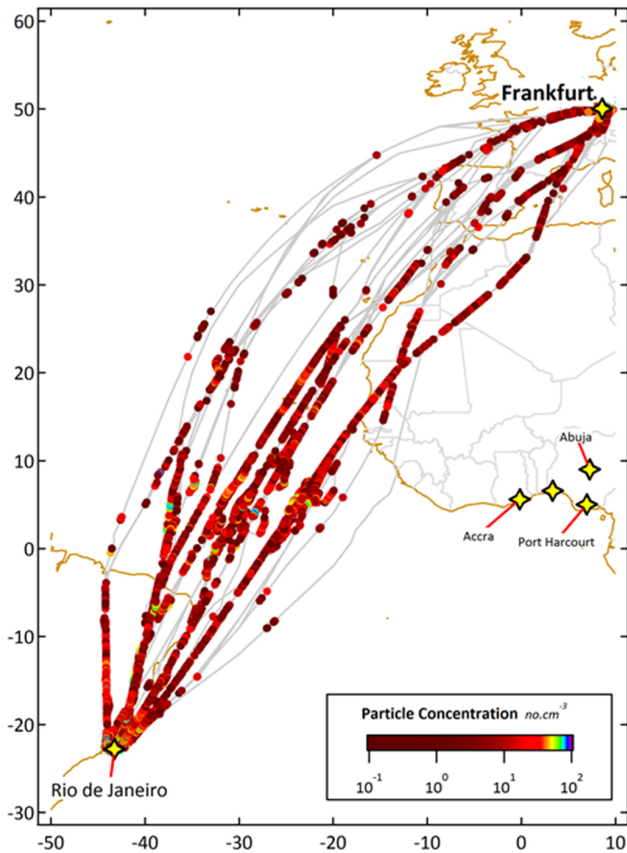 60
50
40
30
20
10
0
-10
-20
-30
-50
-40
-30
-20
-10
0
10
Frankfurt
Abuja
Accra
Port Harcourt
Rio de Janeiro
Particle Concentration no.cm⁻³
10⁻¹ 10⁰ 10¹ 10²